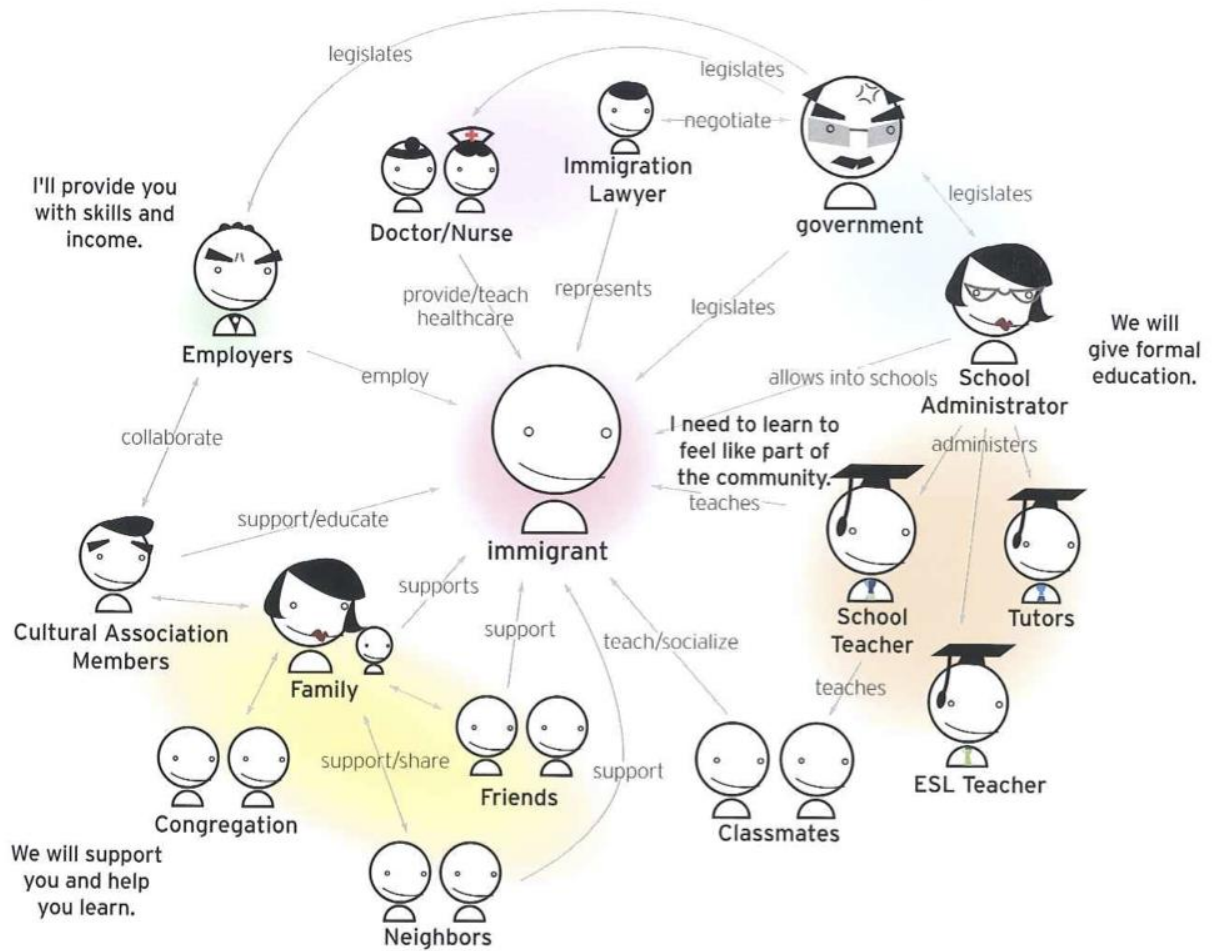 legislates
legislates
negotiate
Immigration
Lawyer
government
legislates
I'll provide you
with skills and
income.
Doctor/Nurse
Employers
provide/teach
healthcare
represents
legislates
employ
allows into schools
School
Administrator
We will
give formal
education.
collaborate
I need to learn to
feel like part of
the community.
administers
teaches
support/educate
immigrant
supports
Cultural Association
Members
Family
support
teach/socialize
School
Teacher
Tutors
teaches
support/share
support
Friends
ESL Teacher
Congregation
Classmates
We will support
you and help
you learn.
Neighbors